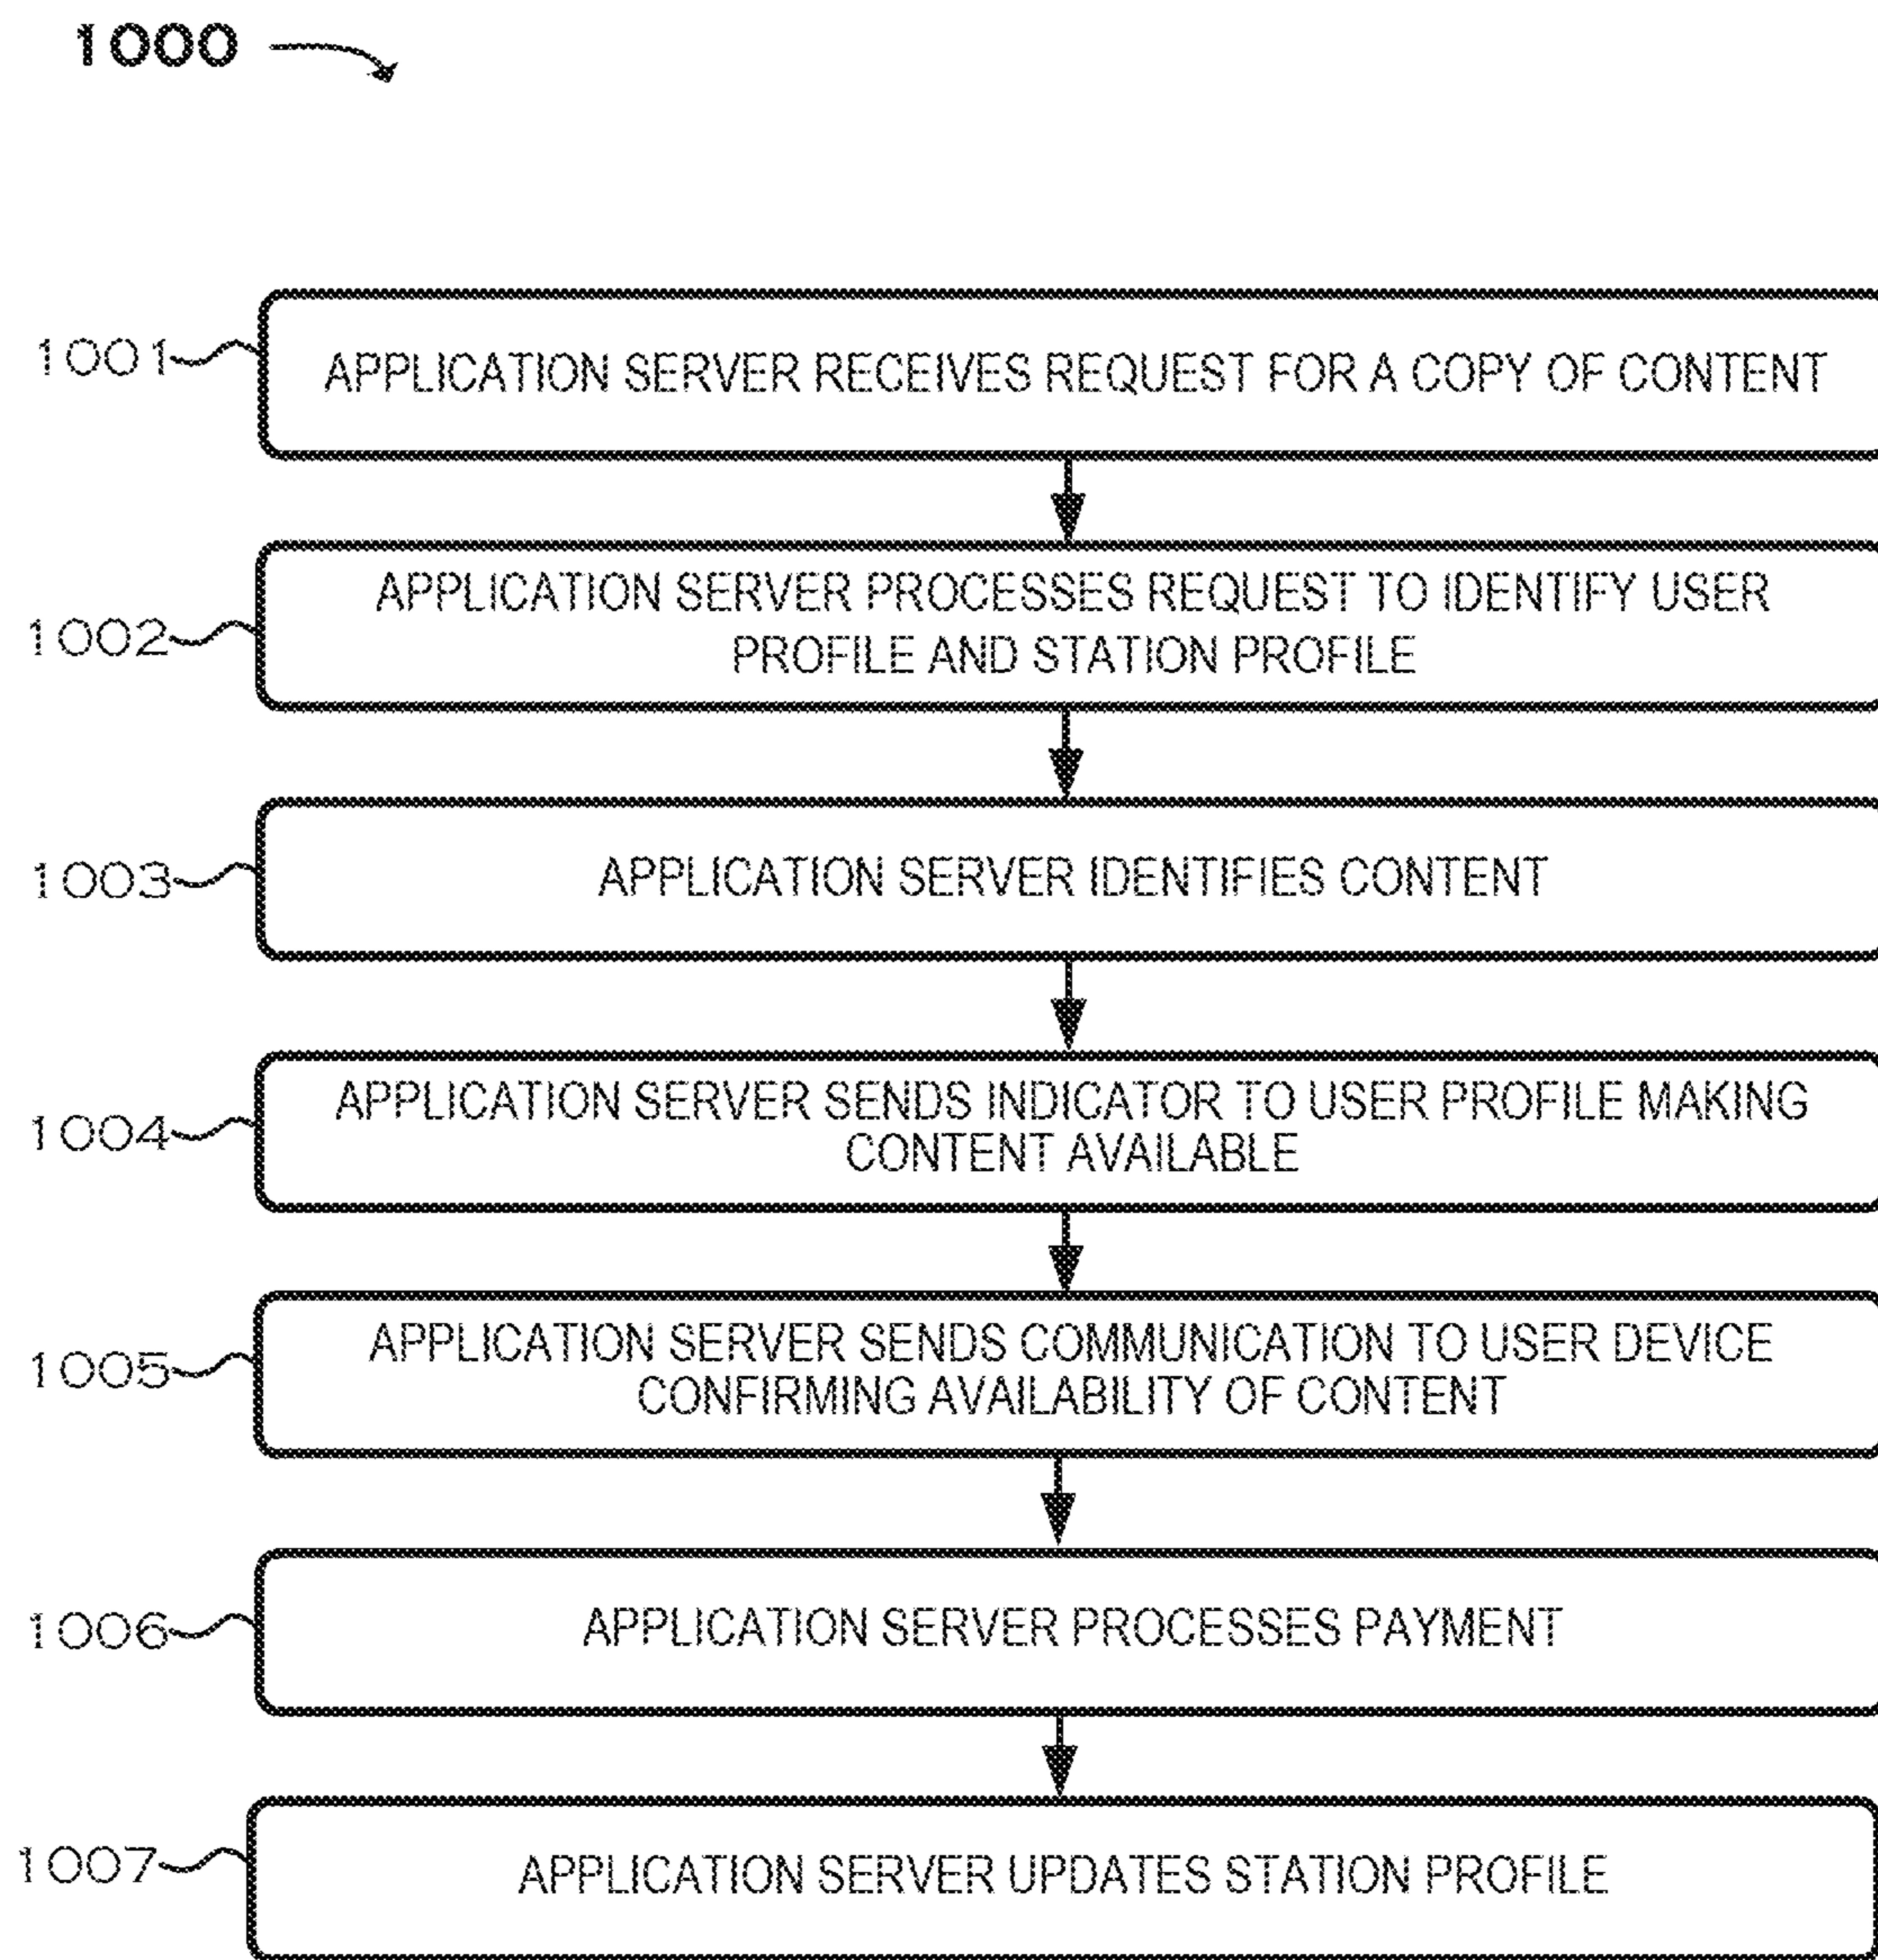 1000
1001
APPLICATION SERVER RECEIVES REQUEST FOR A COPY OF CONTENT
1002
APPLICATION SERVER PROCESSES REQUEST TO IDENTIFY USER
PROFILE AND STATION PROFILE
1003
APPLICATION SERVER IDENTIFIES CONTENT
1004
APPLICATION SERVER SENDS INDICATOR TO USER PROFILE MAKING
CONTENT AVAILABLE
1005
APPLICATION SERVER SENDS COMMUNICATION TO USER DEVICE
CONFIRMING AVAILABILITY OF CONTENT
1006
APPLICATION SERVER PROCESSES PAYMENT
1007
APPLICATION SERVER UPDATES STATION PROFILE